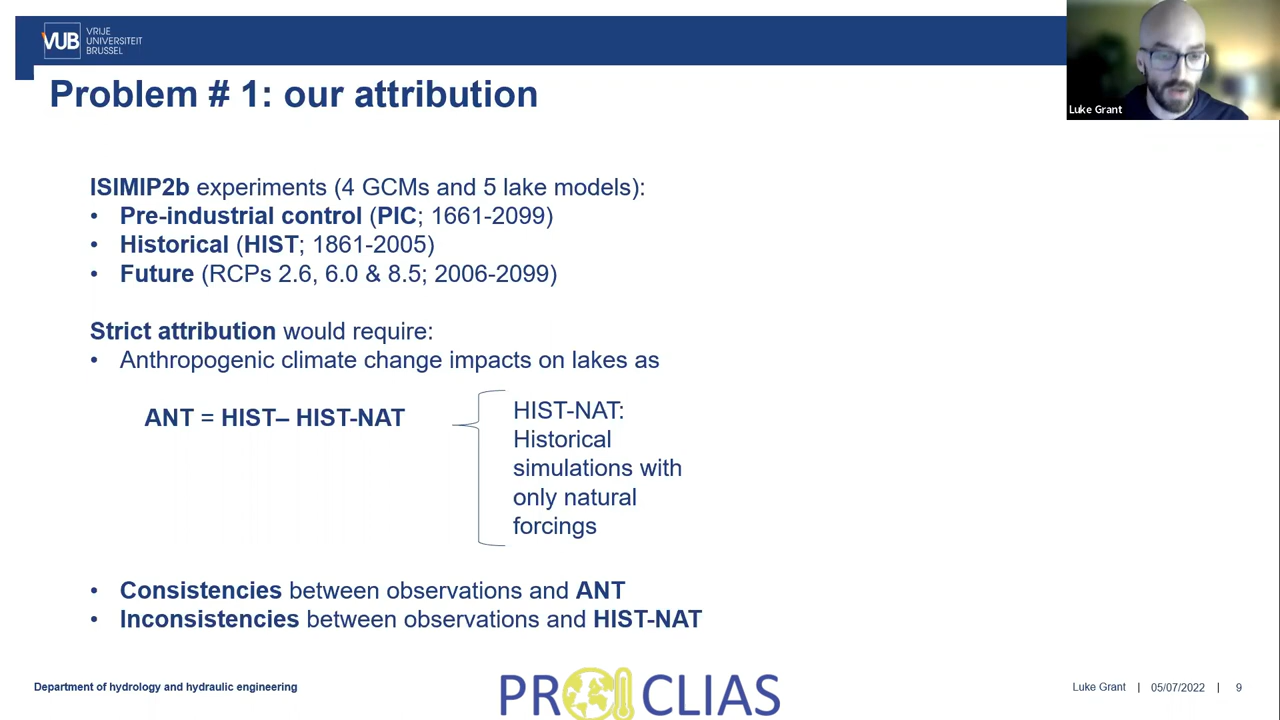 VUB
VRIJE
UNIVERSITEIT
BRUSSEL
Luke Grant
Problem # 1: our attribution
ISIMIP2b experiments (4 GCMs and 5 lake models):
• Pre-industrial control (PIC; 1661-2099)
• Historical (HIST; 1861-2005)
• Future (RCPs 2.6, 6.0 & 8.5; 2006-2099)
Strict attribution would require:
• Anthropogenic climate change impacts on lakes as
ANT = HIST– HIST-NAT
HIST-NAT:
Historical
simulations with
only natural
forcings
• Consistencies between observations and ANT
• Inconsistencies between observations and HIST-NAT
Department of hydrology and hydraulic engineering
PROCLIAS
Luke Grant | 05/07/2022 | 9